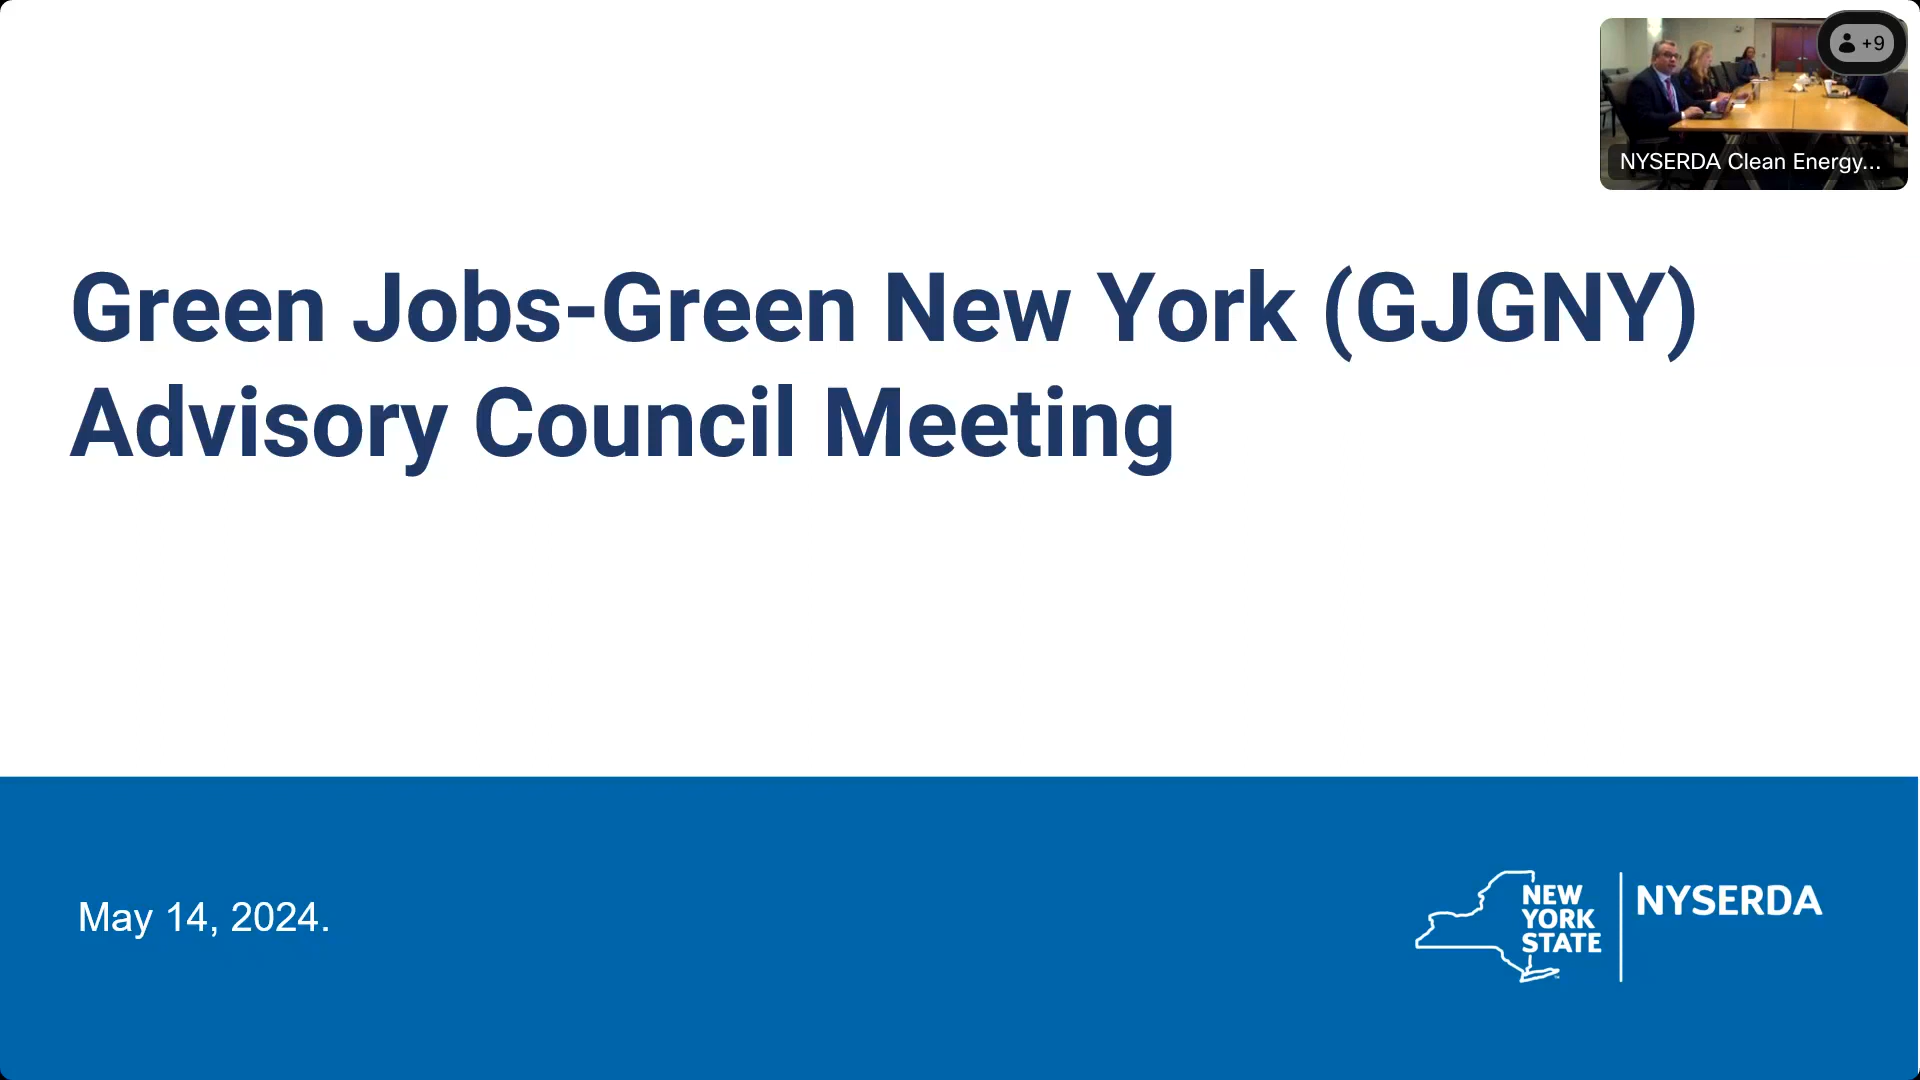 +9
NYSERDA Clean Energy...
Green Jobs-Green New York (GJGNY)
Advisory Council Meeting
May 14, 2024.
NEW
YORK
STATE
NYSERDA